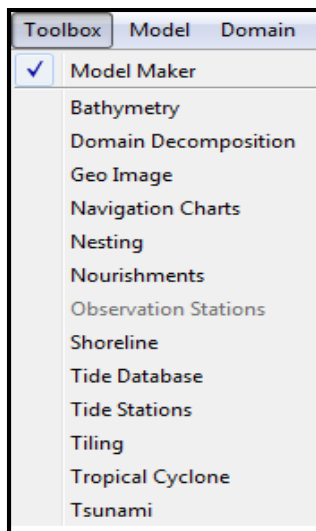 Toolbox Model Domain
✓ Model Maker
Bathymetry
Domain Decomposition
Geo Image
Navigation Charts
Nesting
Nourishments
Observation Stations
Shoreline
Tide Database
Tide Stations
Tiling
Tropical Cyclone
Tsunami